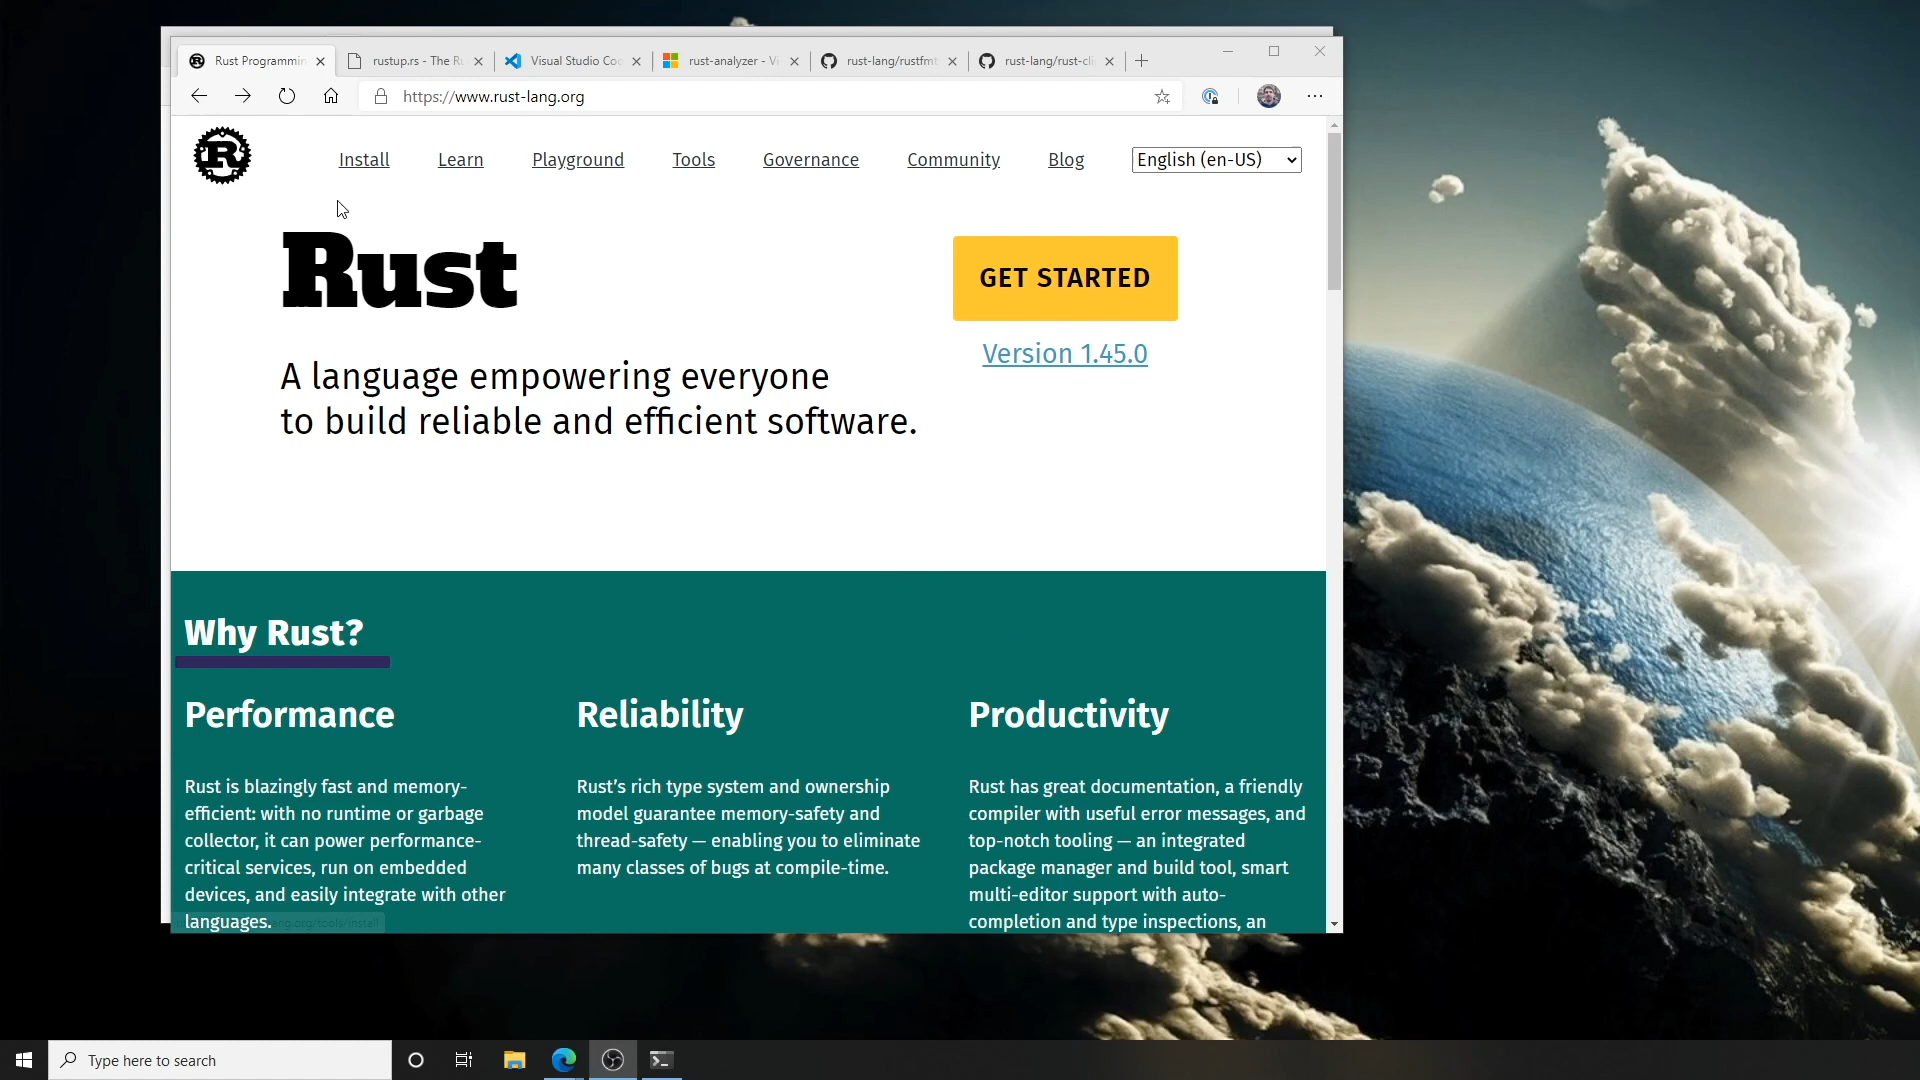 Rust Programmin
rustup.rs - The Ru
Visual Studio Co
rust-analyzer - Vi
rust-lang/rustfmt
rust-lang/rust-cli
https://www.rust-lang.org
R
Install
Learn
Playground
Tools
Governance
Community
Blog
English (en-US)
Rust
GET STARTED
Version 1.45.0
A language empowering everyone
to build reliable and efficient software.
Why Rust?
Performance
Rust is blazingly fast and memory-
efficient: with no runtime or garbage
collector, it can power performance-
critical services, run on embedded
devices, and easily integrate with other
languages.
Reliability
Rust’s rich type system and ownership
model guarantee memory-safety and
thread-safety — enabling you to eliminate
many classes of bugs at compile-time.
Productivity
Rust has great documentation, a friendly
compiler with useful error messages, and
top-notch tooling — an integrated
package manager and build tool, smart
multi-editor support with auto-
completion and type inspections, an
Type here to search